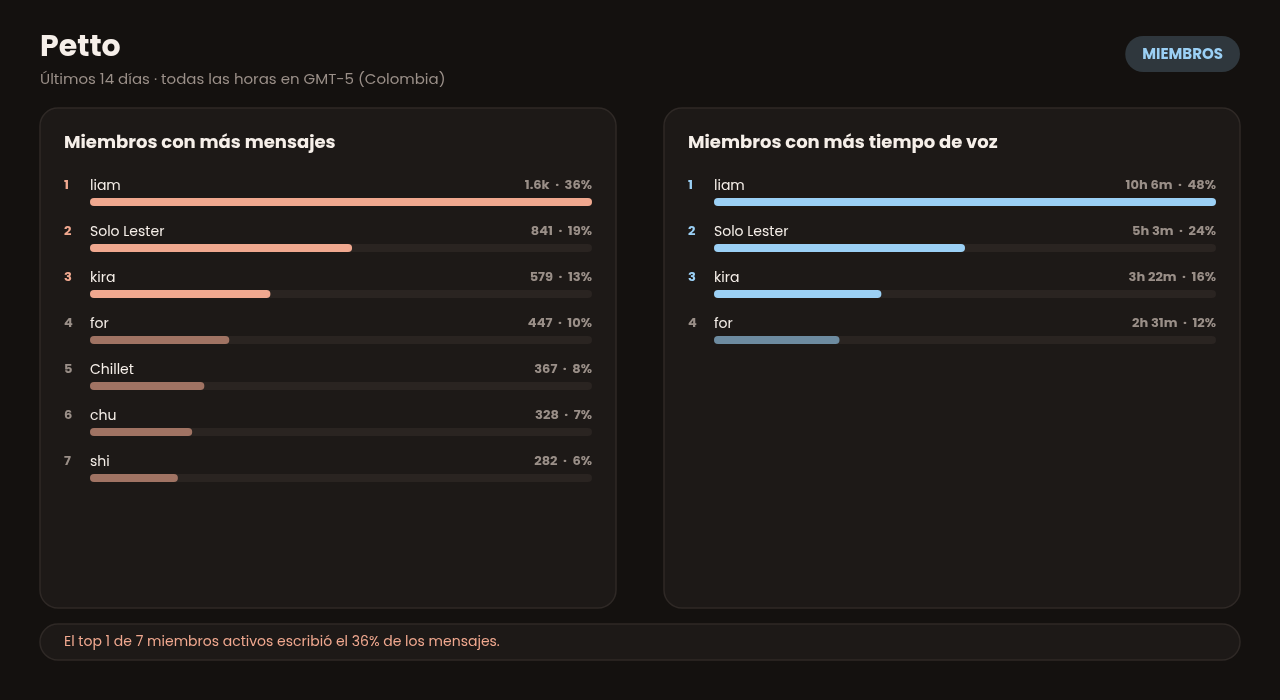 Petto
MIEMBROS
Últimos 14 días · todas las horas en GMT-5 (Colombia)
Miembros con más mensajes
1 liam 1.6k · 36%
2 Solo Lester 841 · 19%
3 kira 579 · 13%
4 for 447 · 10%
5 Chillet 367 · 8%
6 chu 328 · 7%
7 shi 282 · 6%
Miembros con más tiempo de voz
1 liam 10h 6m · 48%
2 Solo Lester 5h 3m · 24%
3 kira 3h 22m · 16%
4 for 2h 31m · 12%
El top 1 de 7 miembros activos escribió el 36% de los mensajes.